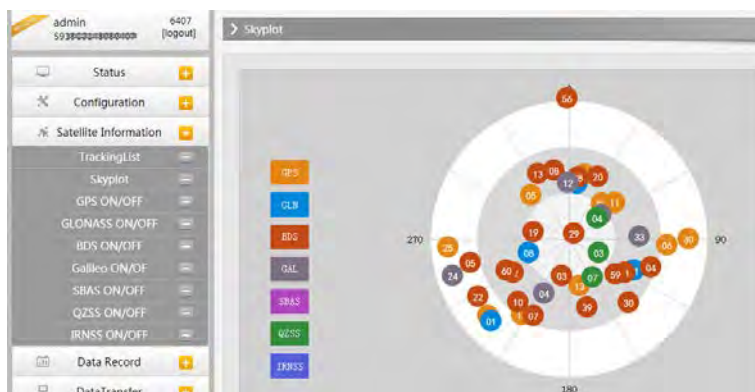 admin
6407
[logout]
Skyplot
Status
Configuration
Satellite Information
TrackingList
Skyplot
GPS ON/OFF
GLONASS ON/OFF
BDS ON/OFF
Galileo ON/OF
SBAS ON/OFF
QZSS ON/OFF
IRNSS ON/OFF
Data Record
DataTransfer
GPS
GLN
BDS
GAL
SBAS
QZSS
IRNSS
56
13 08 20
12
05 11
04
19 29 33 06
270 90
25 08 03
05 24 09 59 04
03 07 13
22 10 04 39 30
01 07
180